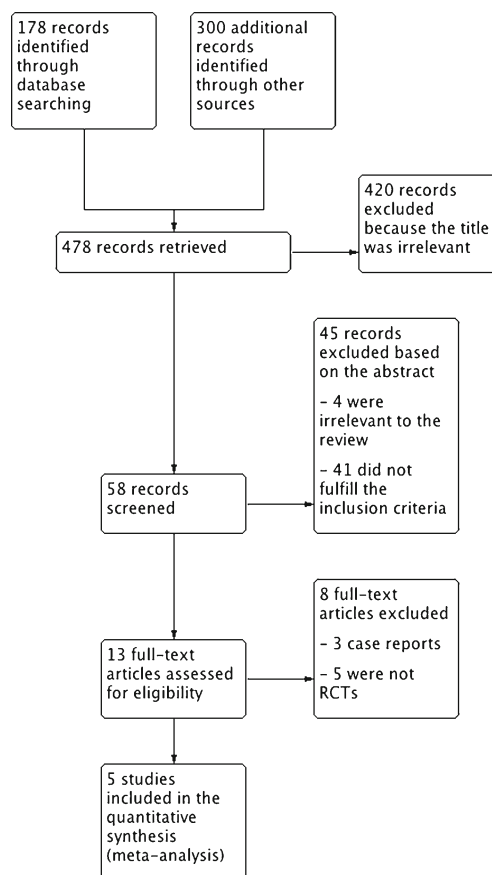 178 records
identified
through
database
searching
300 additional
records
identified
through other
sources
478 records retrieved
420 records
excluded
because the title
was irrelevant
45 records
excluded based
on the abstract
– 4 were
irrelevant to the
review
– 41 did not
fulfill the
inclusion criteria
58 records
screened
8 full-text
articles excluded
– 3 case reports
– 5 were not
RCTs
13 full-text
articles assessed
for eligibility
5 studies
included in the
quantitative
synthesis
(meta-analysis)